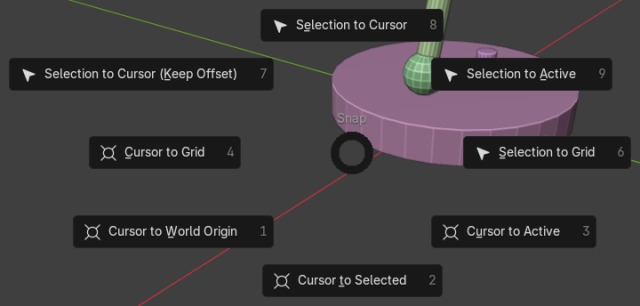 Selection to Cursor 8
Selection to Cursor (Keep Offset) 7
Selection to Active 9
Snap
Cursor to Grid 4
Selection to Grid 6
Cursor to World Origin 1
Cursor to Active 3
Cursor to Selected 2